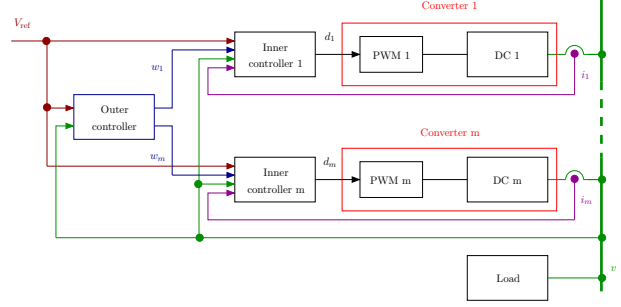 Converter 1
V_ref
d_1
Inner
controller 1
PWM 1
DC 1
w_1
i_1
Outer
controller
Converter m
w_m
d_m
Inner
controller m
PWM m
DC m
i_m
Load
v